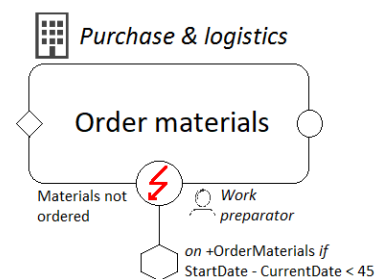 Purchase & logistics
Order materials
Materials not
ordered
Work
preparator
on +OrderMaterials if
StartDate - CurrentDate < 45